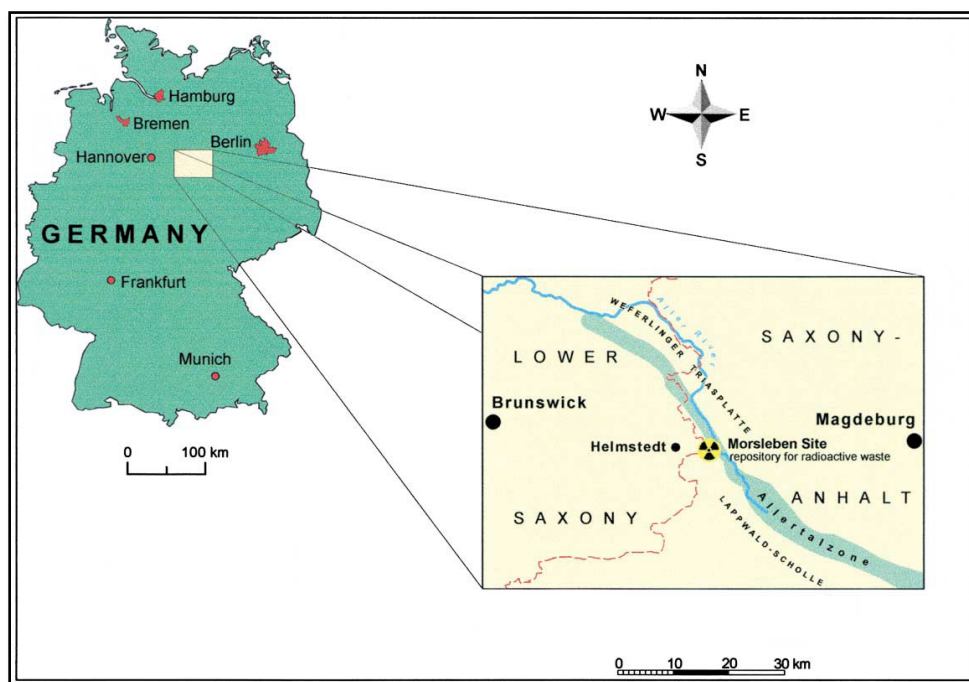 Hamburg
Bremen
Berlin
Hannover
GERMANY
Frankfurt
Munich
0 100 km
N
W E
S
Aller River
WEFERLINGER TRIASPLATTE
SAXONY-
LOWER
Brunswick
Magdeburg
Helmstedt
Morsleben Site
repository for radioactive waste
ANHALT
SAXONY
Allertalzone
LAPPWALD-SCHOLLE
0 10 20 30 km